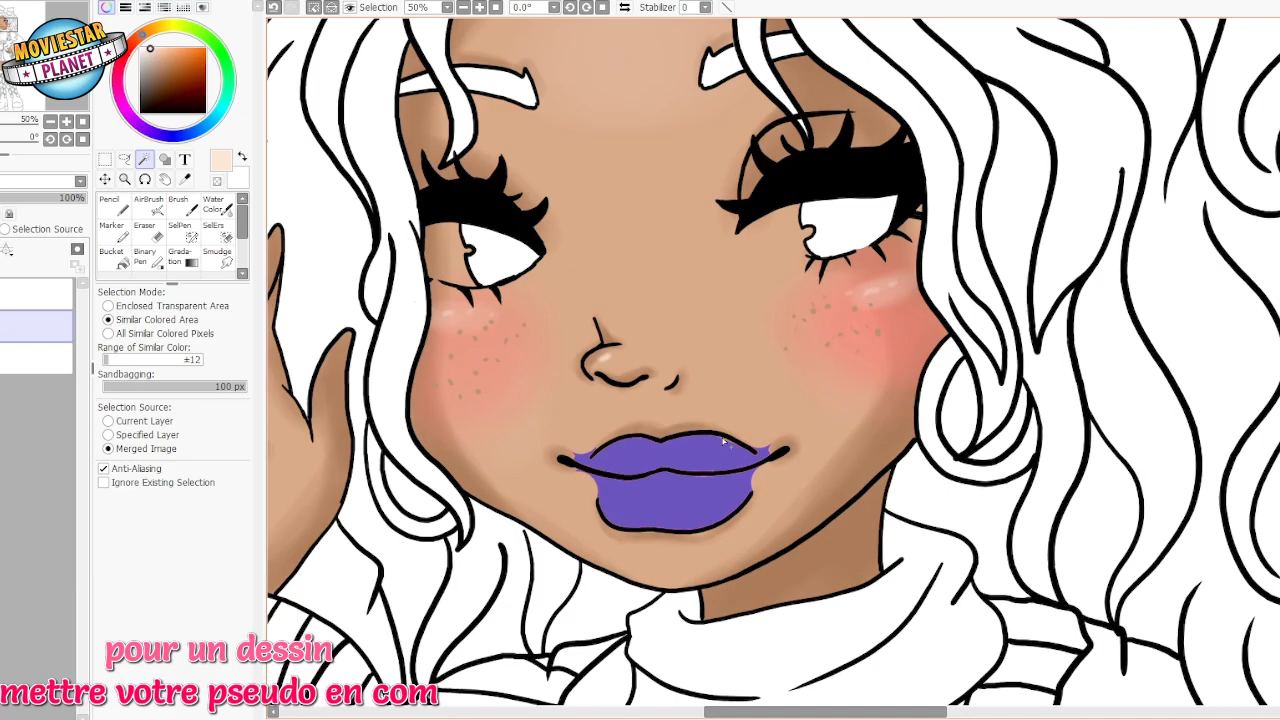 Selection 50% 0.0° Stabilizer 0
MOVIESTAR
PLANET
50%
0°
T
100%
Selection Source
Pencil AirBrush Brush Water Color
Marker Eraser SelPen SelErs
Bucket Binary Pen Grada-tion Smudge
Selection Mode:
Enclosed Transparent Area
Similar Colored Area
All Similar Colored Pixels
Range of Similar Color:
±12
Sandbagging:
100 px
Selection Source:
Current Layer
Specified Layer
Merged Image
Anti-Aliasing
Ignore Existing Selection
pour un dessin
mettre votre pseudo en com